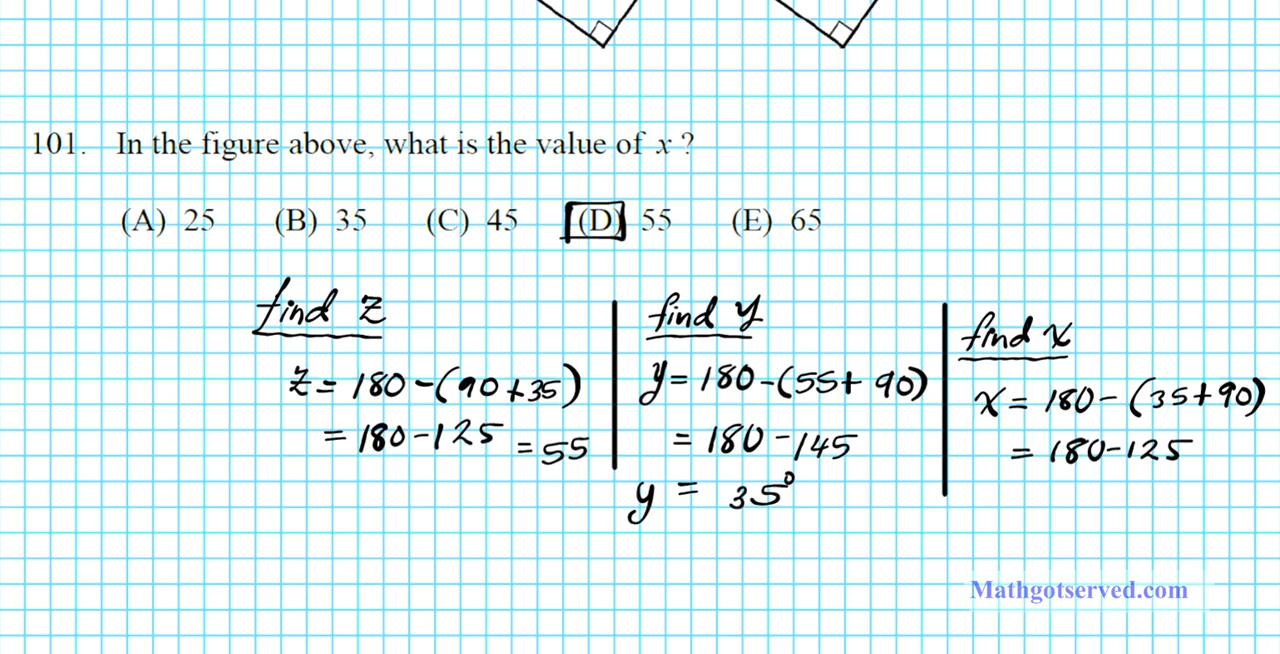 101. In the figure above, what is the value of x ?
(A) 25 (B) 35 (C) 45 (D) 55 (E) 65
find z
z = 180 - (90 + 35)
= 180 - 125 = 55
find y
y = 180 - (55 + 90)
= 180 - 145
y = 35°
find x
x = 180 - (35 + 90)
= 180 - 125
Mathgotserved.com